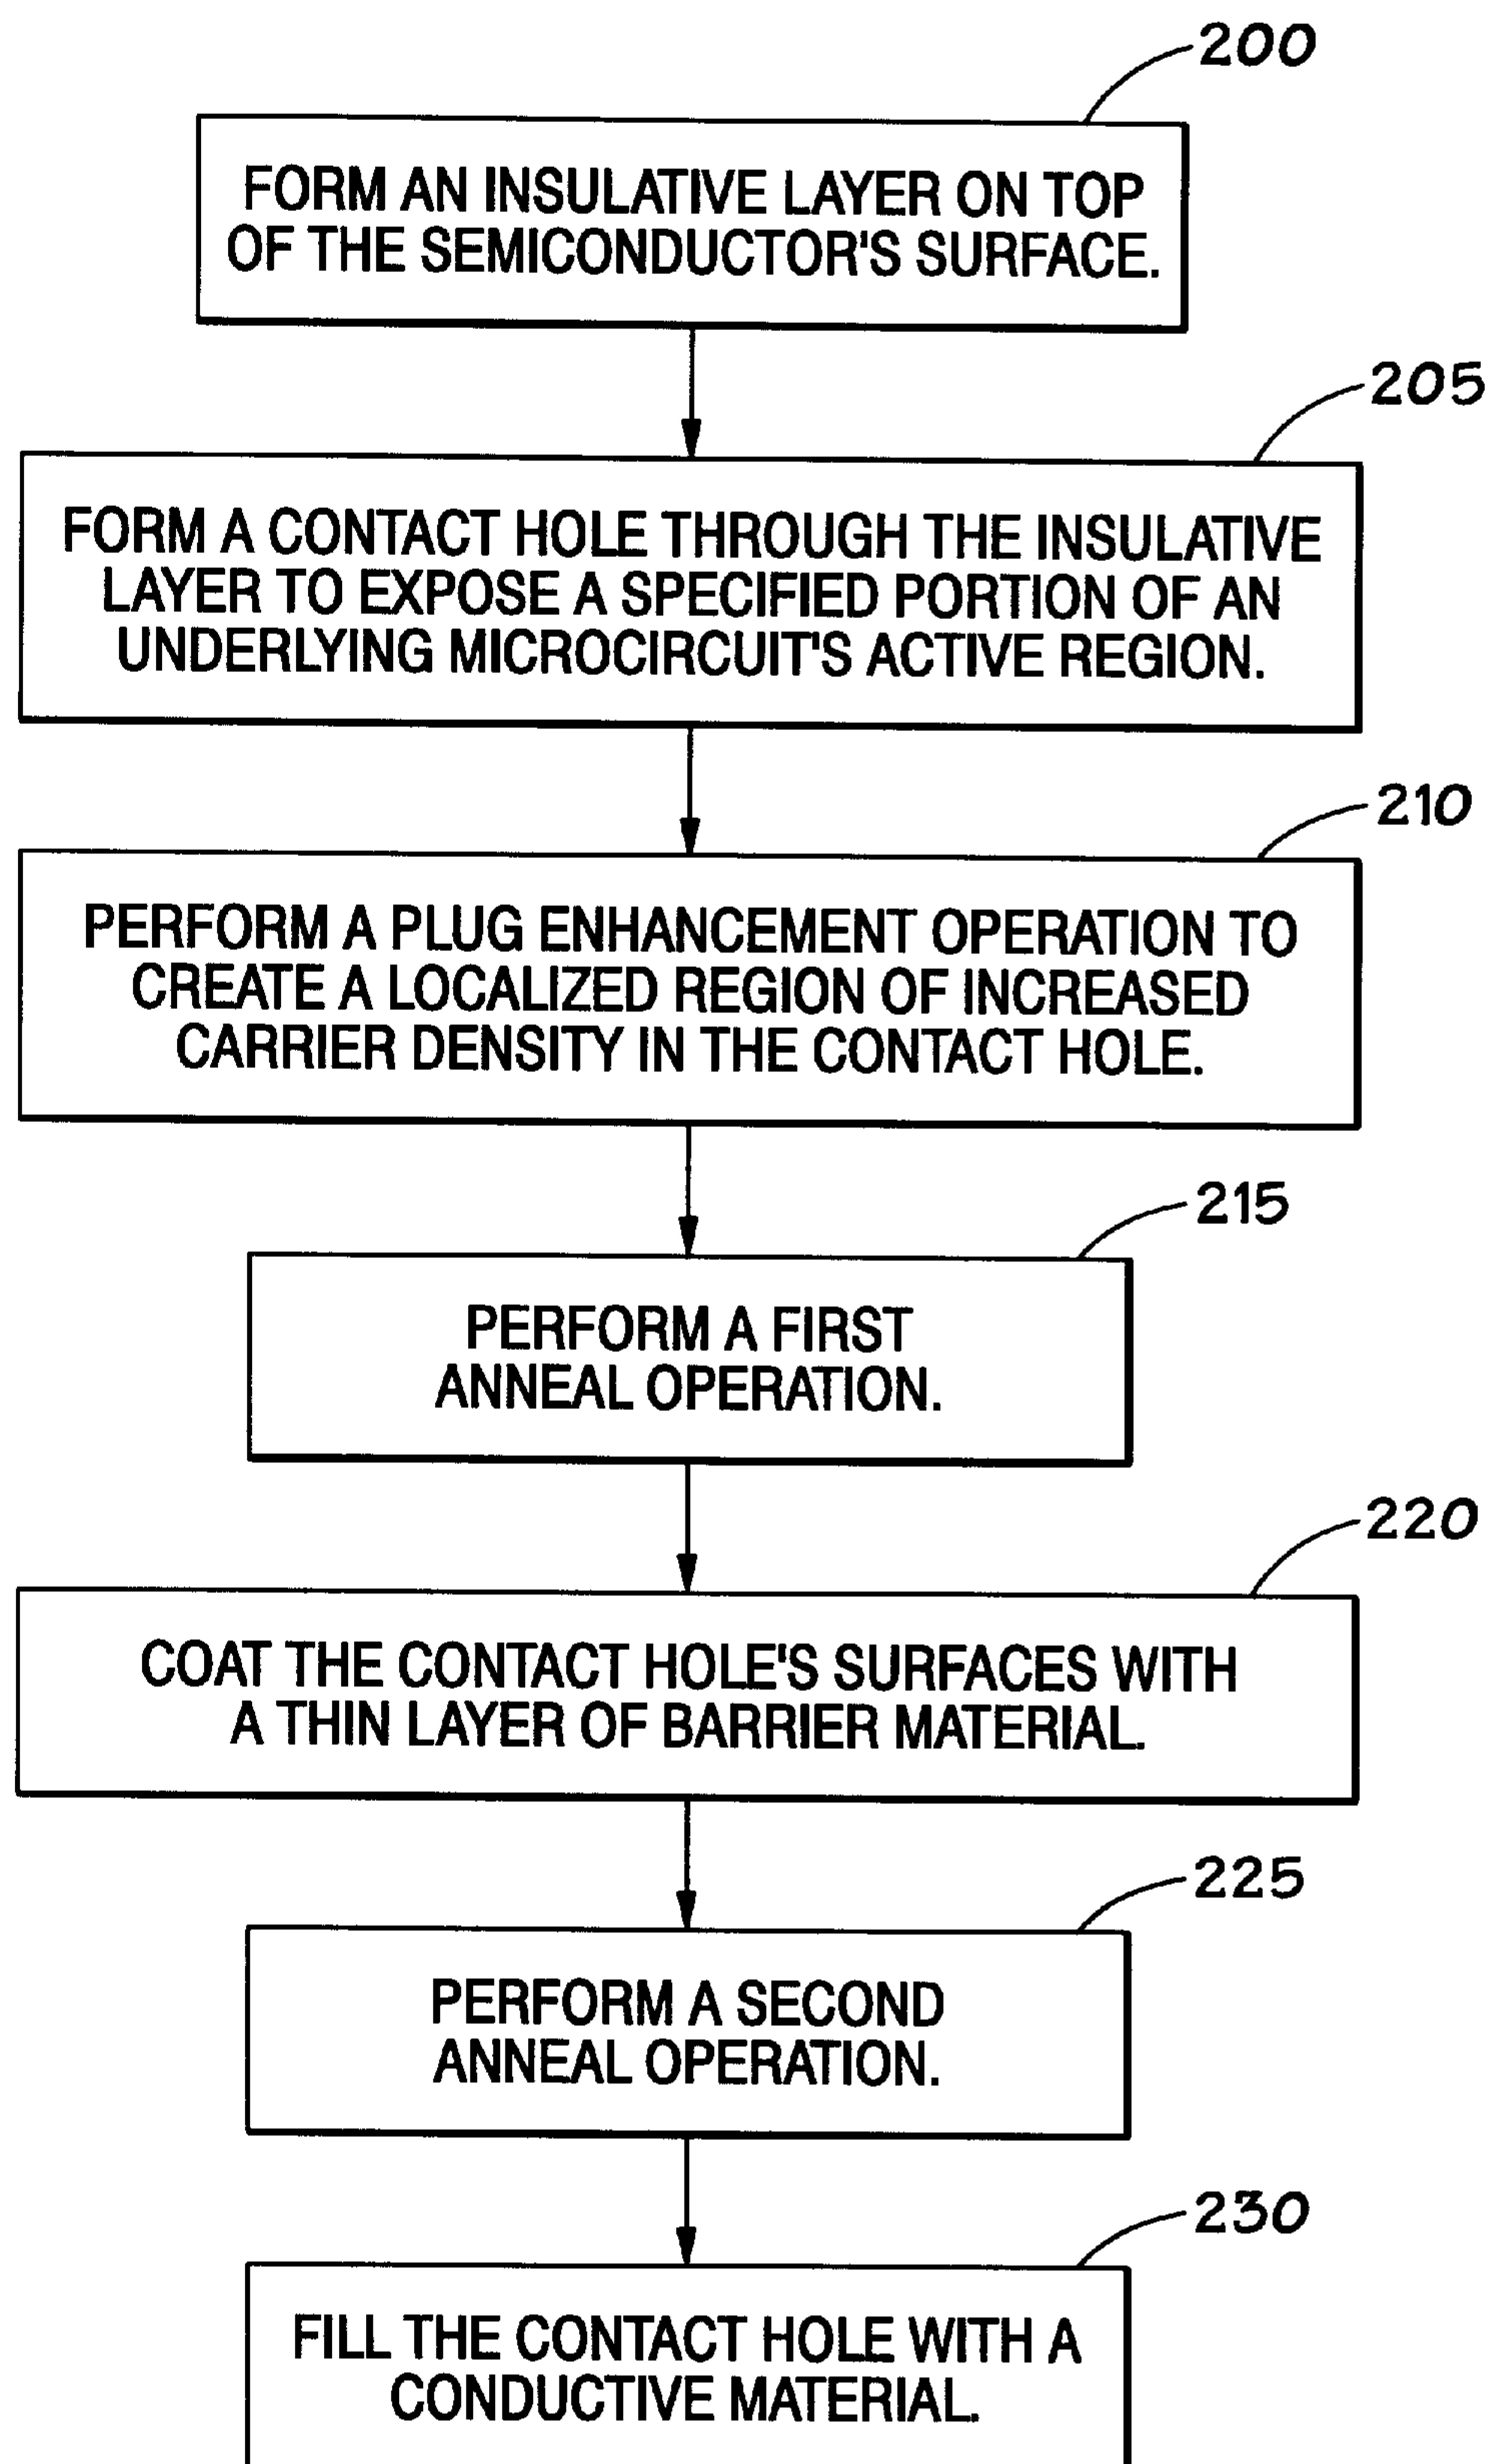 200
FORM AN INSULATIVE LAYER ON TOP
OF THE SEMICONDUCTOR'S SURFACE.
205
FORM A CONTACT HOLE THROUGH THE INSULATIVE
LAYER TO EXPOSE A SPECIFIED PORTION OF AN
UNDERLYING MICROCIRCUIT'S ACTIVE REGION.
210
PERFORM A PLUG ENHANCEMENT OPERATION TO
CREATE A LOCALIZED REGION OF INCREASED
CARRIER DENSITY IN THE CONTACT HOLE.
215
PERFORM A FIRST
ANNEAL OPERATION.
220
COAT THE CONTACT HOLE'S SURFACES WITH
A THIN LAYER OF BARRIER MATERIAL.
225
PERFORM A SECOND
ANNEAL OPERATION.
230
FILL THE CONTACT HOLE WITH A
CONDUCTIVE MATERIAL.